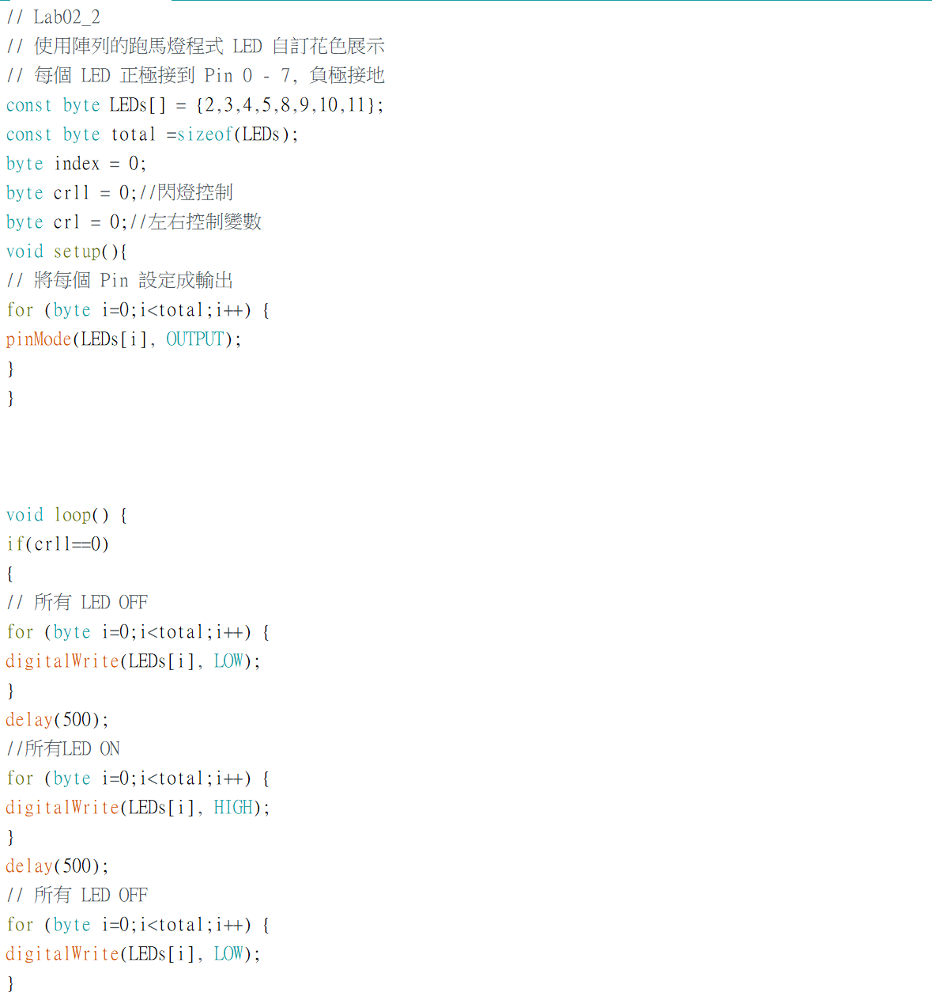 // Lab02_2
// 使用陣列的跑馬燈程式 LED 自訂花色展示
// 每個 LED 正極接到 Pin 0 - 7, 負極接地
const byte LEDs[] = {2,3,4,5,8,9,10,11};
const byte total =sizeof(LEDs);
byte index = 0;
byte crll = 0;//閃燈控制
byte crl = 0;//左右控制變數
void setup(){
// 將每個 Pin 設定成輸出
for (byte i=0;i<total;i++) {
pinMode(LEDs[i], OUTPUT);
}
}
void loop() {
if(crll==0)
{
// 所有 LED OFF
for (byte i=0;i<total;i++) {
digitalWrite(LEDs[i], LOW);
}
delay(500);
//所有LED ON
for (byte i=0;i<total;i++) {
digitalWrite(LEDs[i], HIGH);
}
delay(500);
// 所有 LED OFF
for (byte i=0;i<total;i++) {
digitalWrite(LEDs[i], LOW);
}